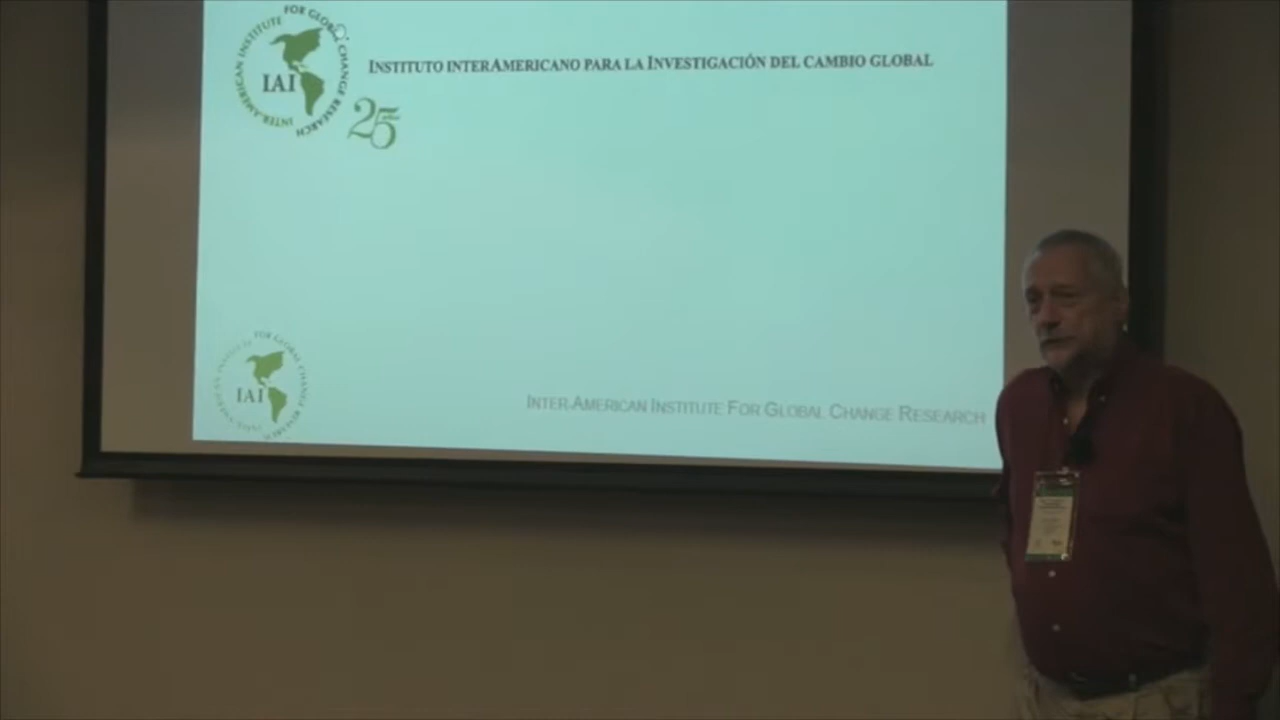 INTER-AMERICAN INSTITUTE FOR GLOBAL CHANGE RESEARCH
IAI
INSTITUTO INTERAMERICANO PARA LA INVESTIGACIÓN DEL CAMBIO GLOBAL
25
IAI
INTER-AMERICAN INSTITUTE FOR GLOBAL CHANGE RESEARCH